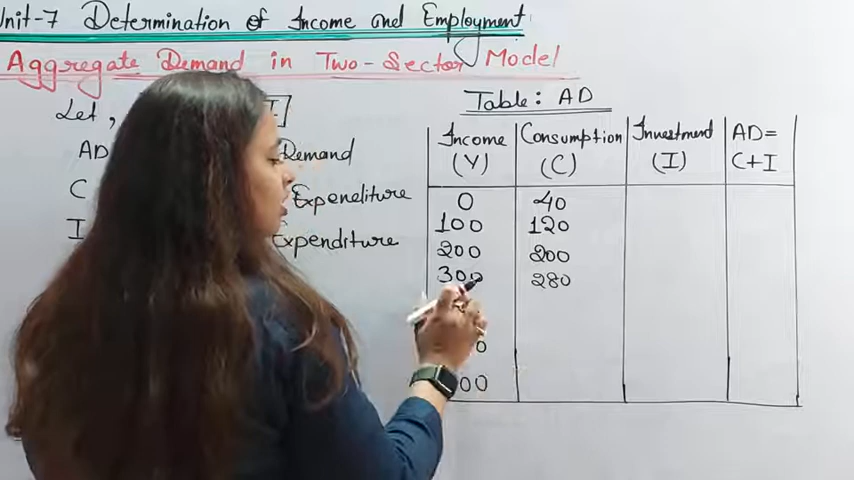 Unit-7 Determination of Income and Employment
Aggregate Demand in Two-Sector Model
Let ,
AD
Demand
C
Expeneliture
I
Expenditure
Table: AD
Income (Y)
Consumption (C)
Investment (I)
AD = C+I
0 40
100 120
200 200
300 280